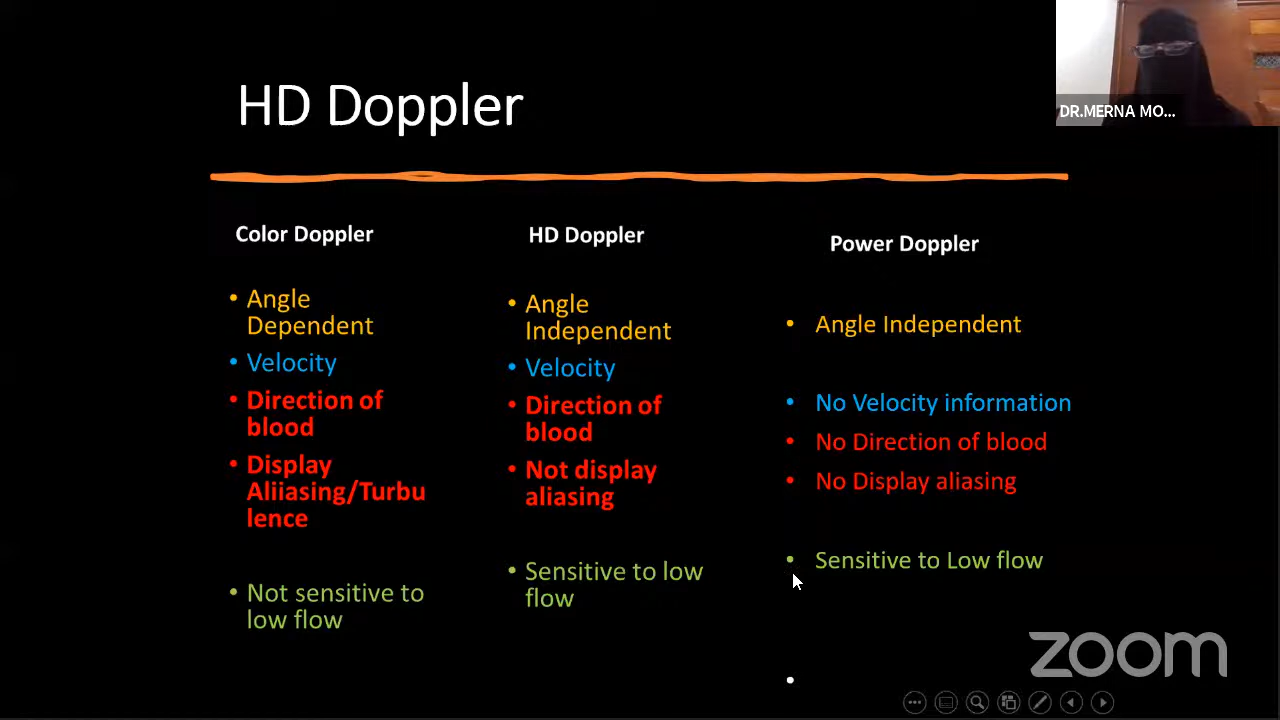 HD Doppler
DR.MERNA MO...
Color Doppler
• Angle
Dependent
• Velocity
• Direction of
blood
• Display
Aliiasing/Turbu
lence
• Not sensitive to
low flow
HD Doppler
• Angle
Independent
• Velocity
• Direction of
blood
• Not display
aliasing
• Sensitive to low
flow
Power Doppler
• Angle Independent
• No Velocity information
• No Direction of blood
• No Display aliasing
• Sensitive to Low flow
•
zoom